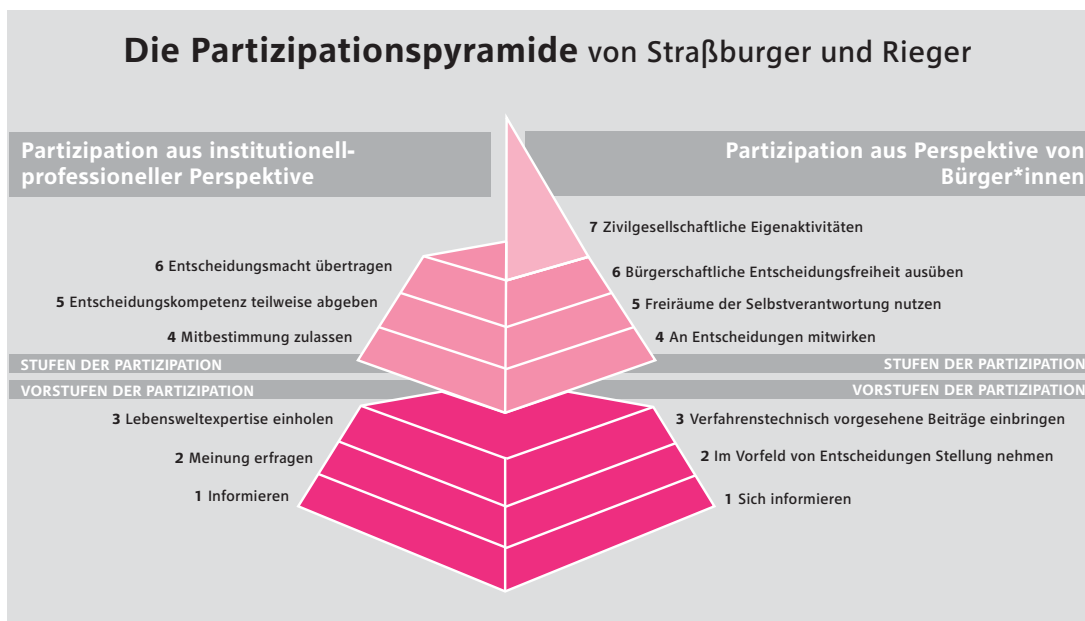 Die Partizipationspyramide von Straßburger und Rieger
Partizipation aus institutionell-
professioneller Perspektive
Partizipation aus Perspektive von
Bürger*innen
7 Zivilgesellschaftliche Eigenaktivitäten
6 Entscheidungsmacht übertragen
6 Bürgerschaftliche Entscheidungsfreiheit ausüben
5 Entscheidungskompetenz teilweise abgeben
5 Freiräume der Selbstverantwortung nutzen
4 Mitbestimmung zulassen
4 An Entscheidungen mitwirken
STUFEN DER PARTIZIPATION
STUFEN DER PARTIZIPATION
VORSTUFEN DER PARTIZIPATION
VORSTUFEN DER PARTIZIPATION
3 Lebensweltexpertise einholen
3 Verfahrenstechnisch vorgesehene Beiträge einbringen
2 Meinung erfragen
2 Im Vorfeld von Entscheidungen Stellung nehmen
1 Informieren
1 Sich informieren